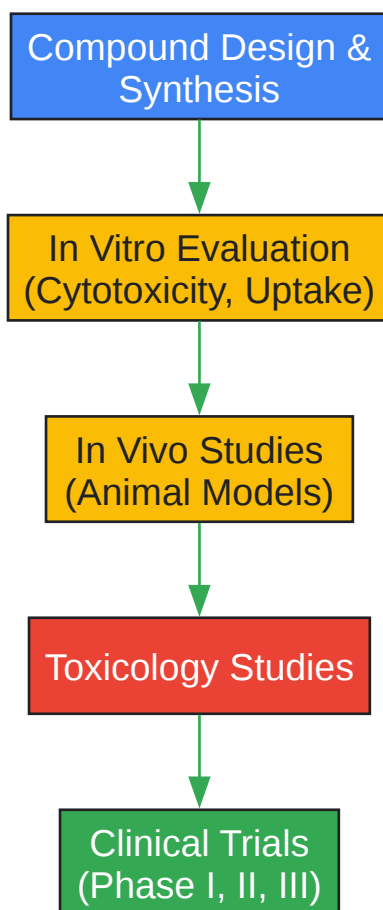 Compound Design &
Synthesis
In Vitro Evaluation
(Cytotoxicity, Uptake)
In Vivo Studies
(Animal Models)
Toxicology Studies
Clinical Trials
(Phase I, II, III)